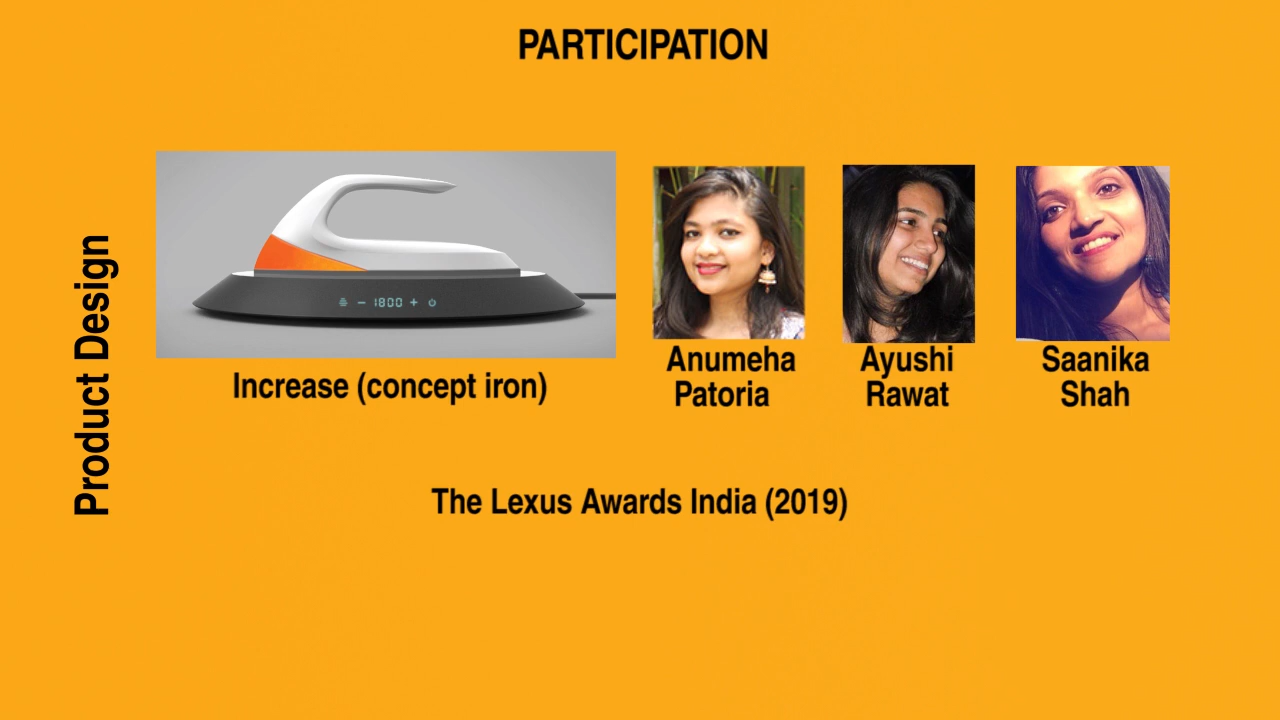 PARTICIPATION
Product Design
- 1800 +
Increase (concept iron)
Anumeha
Patoria
Ayushi
Rawat
Saanika
Shah
The Lexus Awards India (2019)